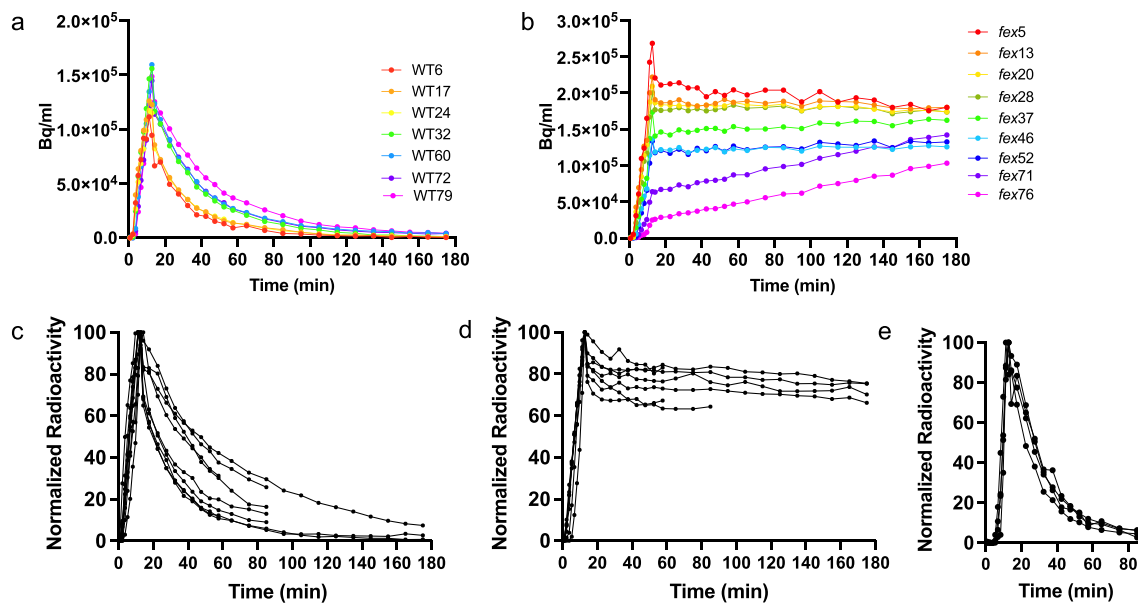 a
2.0×10⁵
1.5×10⁵
1.0×10⁵
5.0×10⁴
0.0
Bq/ml
0 20 40 60 80 100 120 140 160 180
Time (min)
WT6
WT17
WT24
WT32
WT60
WT72
WT79
b
3.0×10⁵
2.5×10⁵
2.0×10⁵
1.5×10⁵
1.0×10⁵
5.0×10⁴
0.0
Bq/ml
0 20 40 60 80 100 120 140 160 180
Time (min)
fex5
fex13
fex20
fex28
fex37
fex46
fex52
fex71
fex76
c
100
80
60
40
20
0
Normalized Radioactivity
0 20 40 60 80 100 120 140 160 180
Time (min)
d
100
80
60
40
20
0
Normalized Radioactivity
0 20 40 60 80 100 120 140 160 180
Time (min)
e
100
80
60
40
20
0
Normalized Radioactivity
0 20 40 60 80
Time (min)